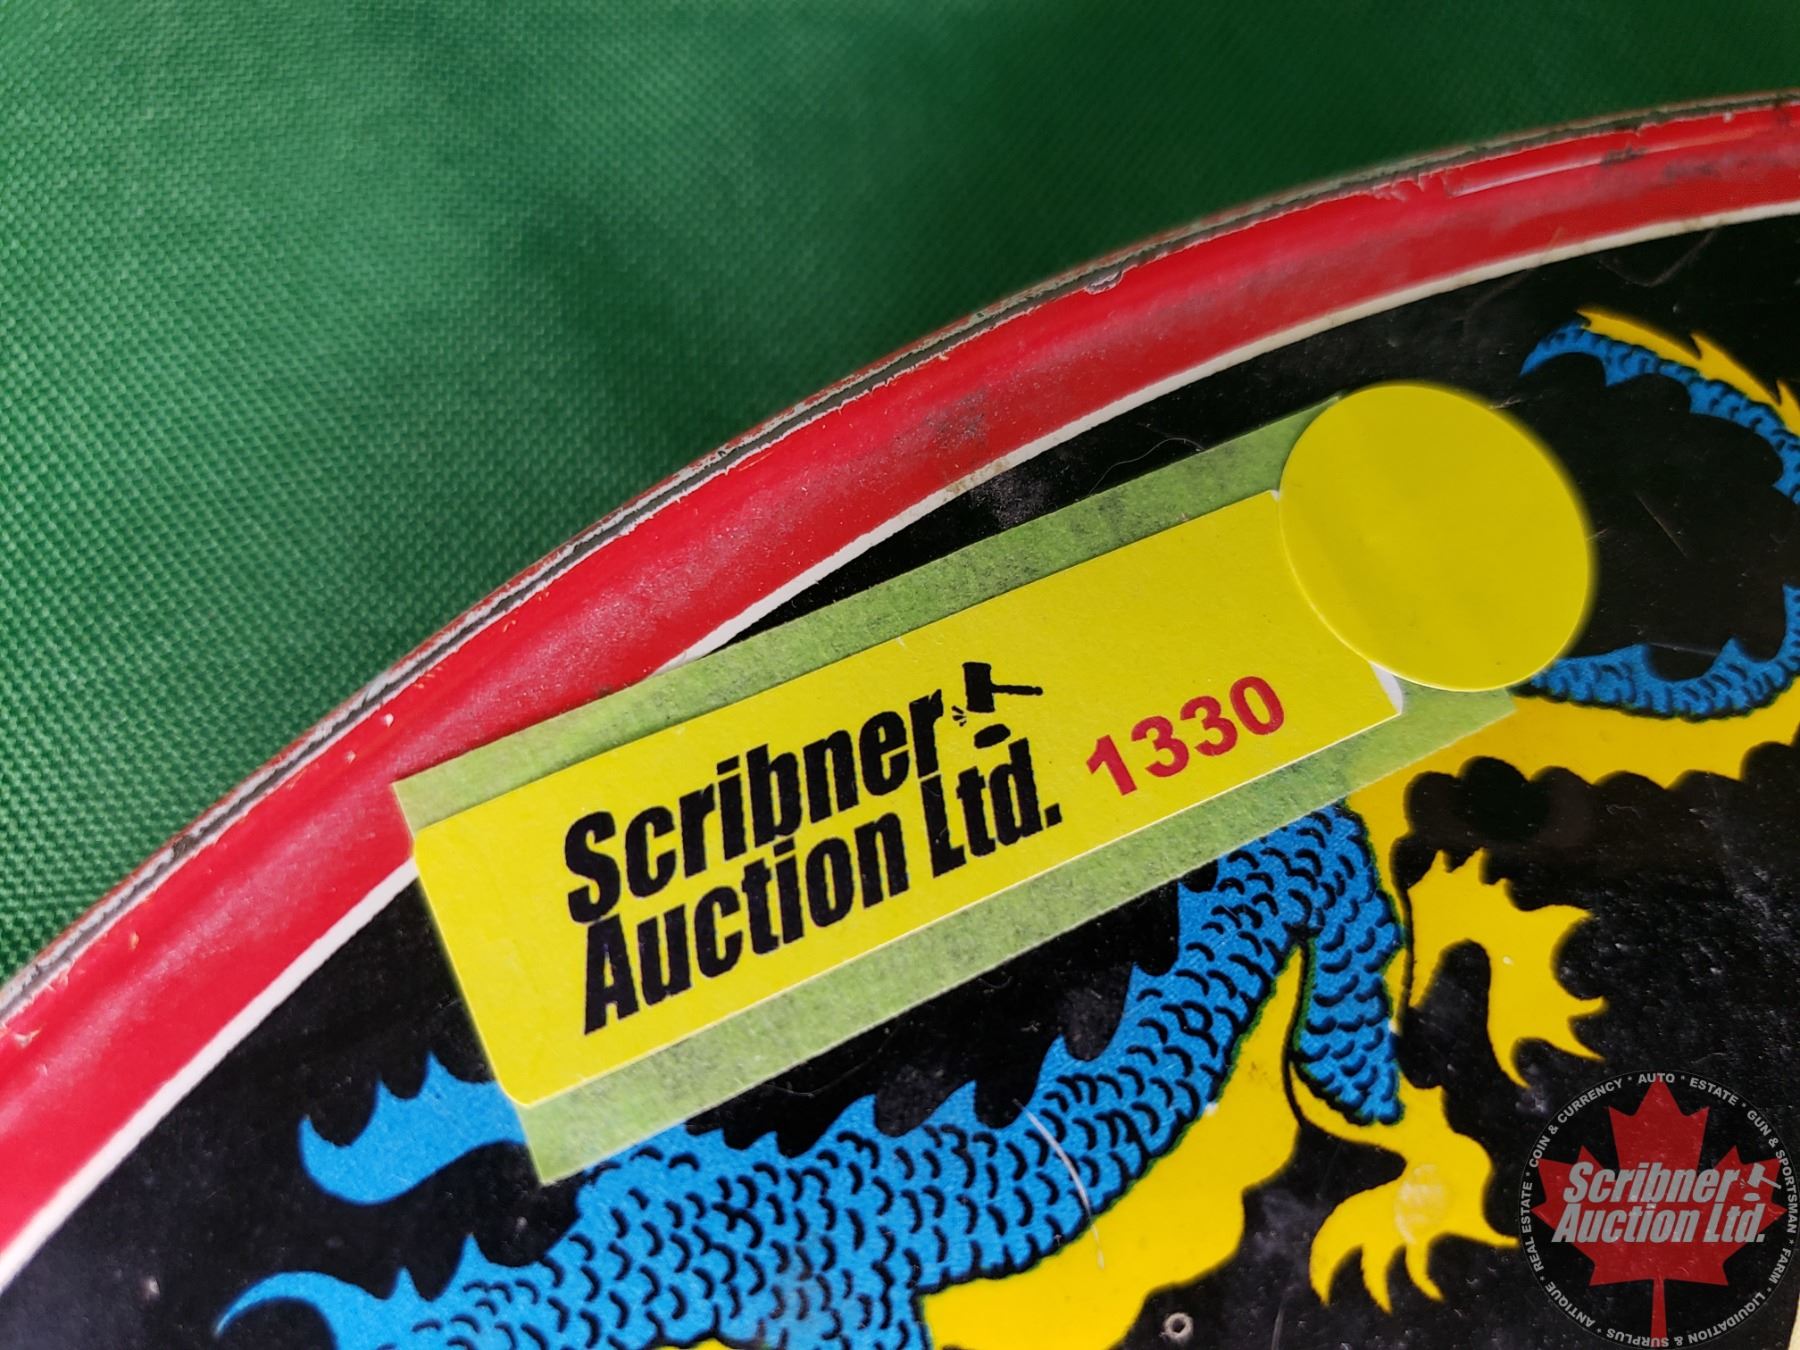 Scribner
Auction Ltd.
1330
COIN & CURRENCY * AUTO * ESTATE * GUN & SPORTSMAN * FARM * LIQUIDATION & SURPLUS * ANTIQUE * REAL ESTATE *
Scribner
Auction Ltd.